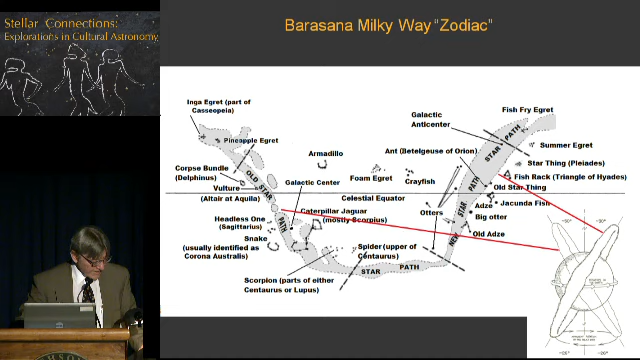 Stellar Connections:
Explorations in Cultural Astronomy
Barasana Milky Way "Zodiac"
Inga Egret (part of
Casseopeia)
Pineapple Egret
Corpse Bundle
(Delphinus)
Vulture
(Altair at Aquila)
Headless One
(Sagittarius)
Snake
(usually identified as
Corona Australis)
Scorpion (parts of either
Centaurus or Lupus)
OLD STAR
PATH
Armadillo
Galactic Center
Foam Egret
Crayfish
Celestial Equator
Caterpillar Jaguar
(mostly Scorpius)
Spider (upper of
Centaurus)
STAR PATH
Otters
Galactic
Anticenter
Ant (Betelgeuse of Orion)
Fish Fry Egret
Summer Egret
Star Thing (Pleiades)
Fish Rack (Triangle of Hyades)
Old Star Thing
Jacunda Fish
Adze
Big otter
Old Adze
NEW STAR PATH STAR PATH